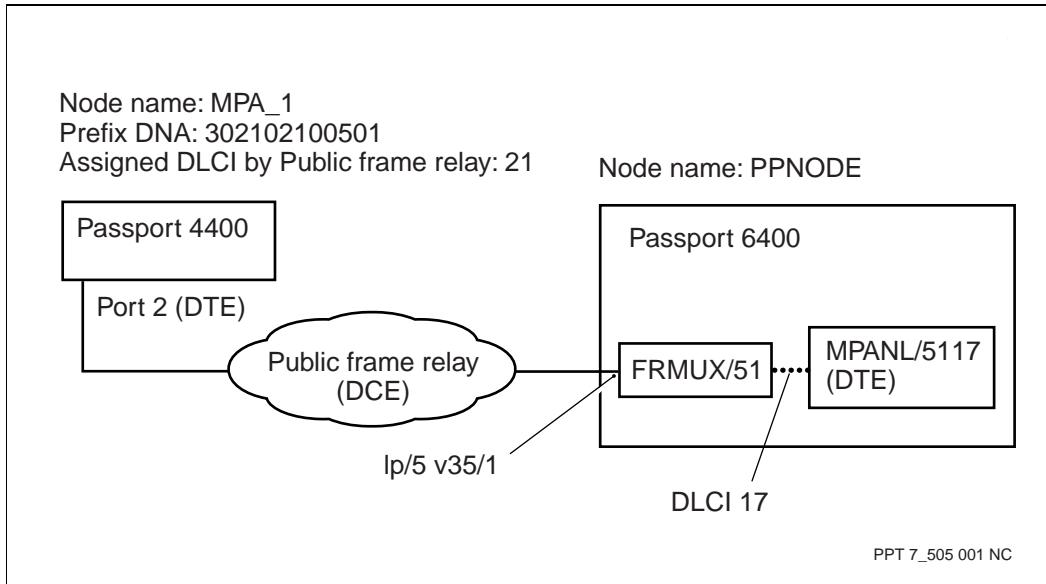 Node name: MPA_1
Prefix DNA: 302102100501
Assigned DLCI by Public frame relay: 21
Node name: PPNODE
Passport 4400
Passport 6400
Port 2 (DTE)
Public frame relay
(DCE)
FRMUX/51
MPANL/5117
(DTE)
lp/5 v35/1
DLCI 17
PPT 7_505 001 NC